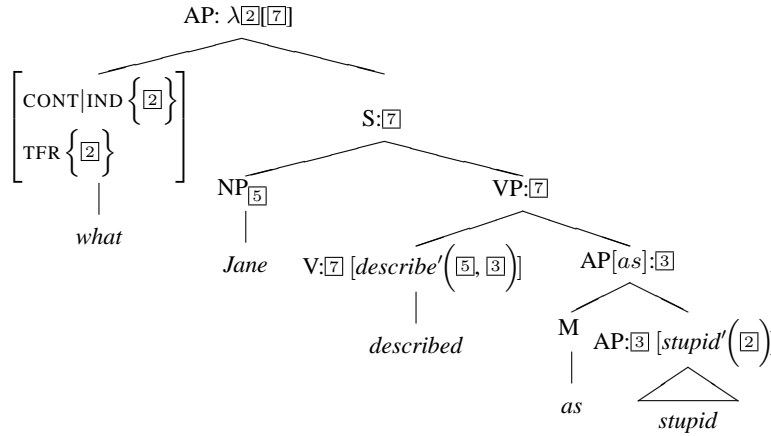 AP: λ2[7]
CONT|IND {2}
TFR {2}
S:7
NP5
VP:7
what
Jane
V:7 [describe′(5, 3)]
AP[as]:3
described
M
AP:3 [stupid′(2)]
as
stupid